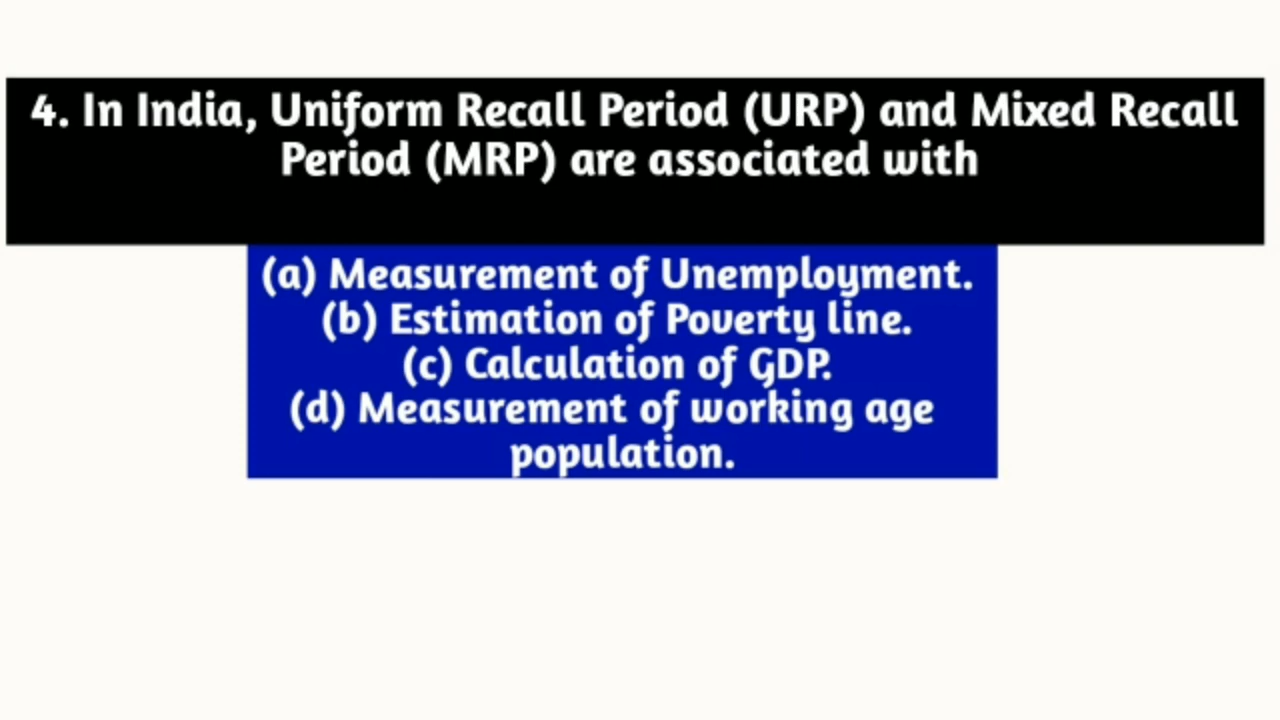 4. In India, Uniform Recall Period (URP) and Mixed Recall
Period (MRP) are associated with
(a) Measurement of Unemployment.
(b) Estimation of Poverty line.
(c) Calculation of GDP.
(d) Measurement of working age
population.